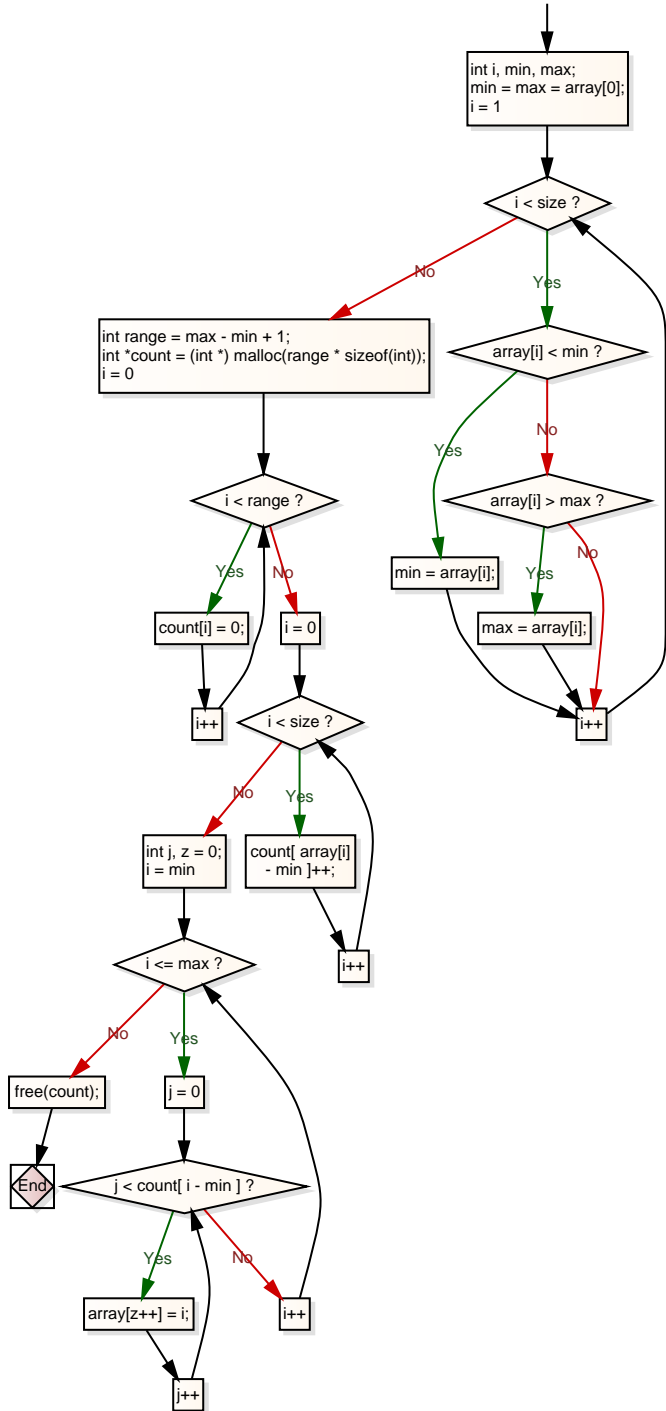 int i, min, max;
min = max = array[0];
i = 1
i < size ?
No
Yes
int range = max - min + 1;
int *count = (int *) malloc(range * sizeof(int));
i = 0
array[i] < min ?
Yes
No
i < range ?
array[i] > max ?
Yes
No
No
Yes
min = array[i];
count[i] = 0;
i = 0
max = array[i];
i++
i < size ?
i++
No
Yes
int j, z = 0;
i = min
count[ array[i]
- min ]++;
i <= max ?
i++
No
Yes
free(count);
j = 0
End
j < count[ i - min ] ?
Yes
No
array[z++] = i;
i++
j++